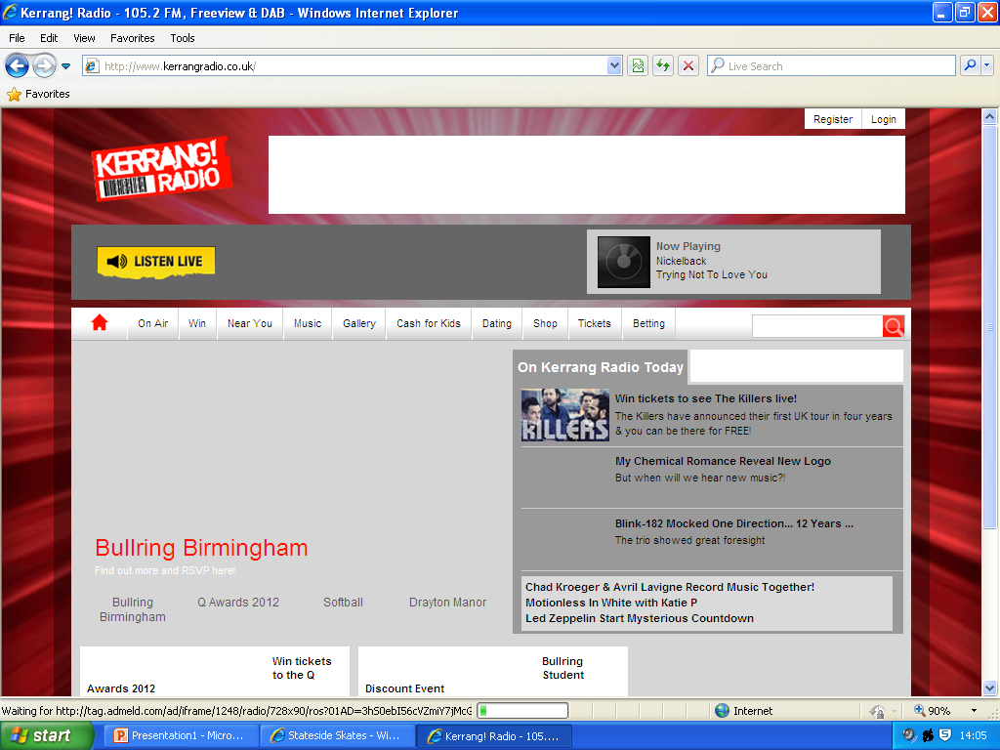 Kerrang! Radio - 105.2 FM, Freeview & DAB - Windows Internet Explorer
File Edit View Favorites Tools
http://www.kerrangradio.co.uk/
Live Search
Favorites
Register Login
KERRANG!
RADIO
LISTEN LIVE
Now Playing
Nickelback
Trying Not To Love You
On Air Win Near You Music Gallery Cash for Kids Dating Shop Tickets Betting
On Kerrang Radio Today
KILLERS
Win tickets to see The Killers live!
The Killers have announced their first UK tour in four years
& you can be there for FREE!
My Chemical Romance Reveal New Logo
But when will we hear new music?!
Blink-182 Mocked One Direction... 12 Years ...
The trio showed great foresight
Chad Kroeger & Avril Lavigne Record Music Together!
Motionless In White with Katie P
Led Zeppelin Start Mysterious Countdown
Bullring Birmingham
Find out more and RSVP here!
Bullring
Birmingham
Q Awards 2012
Softball
Drayton Manor
Win tickets
to the Q
Awards 2012
Bullring
Student
Discount Event
Waiting for http://tag.admeld.com/ad/iframe/1248/radio/728x90/ros?01AD=3hS0ebI56cVZmiY7jMcG
Internet
90%
start
Presentation1 - Micro...
Stateside Skates - Wi...
Kerrang! Radio - 105....
14:05